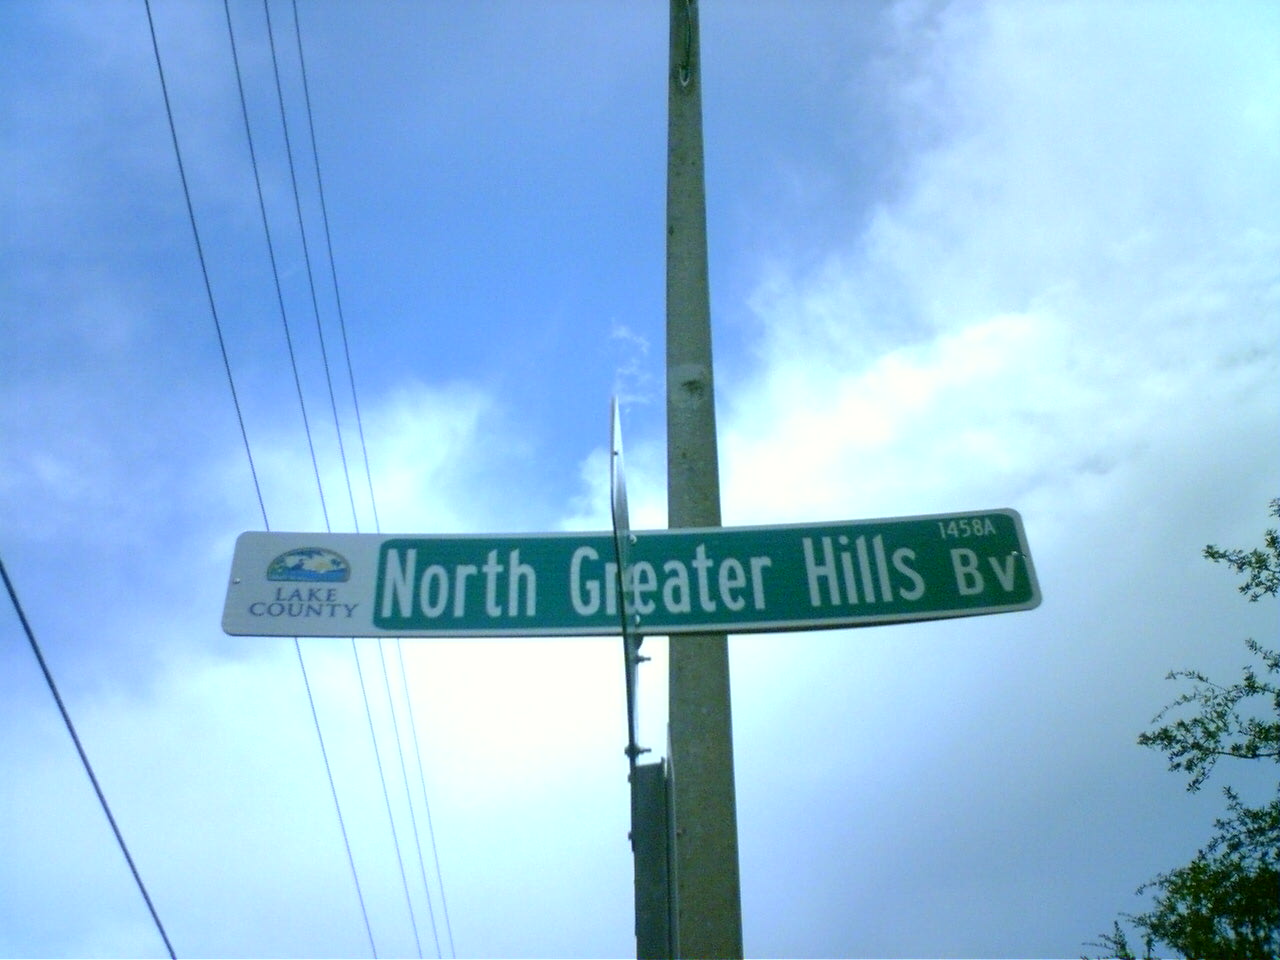 LAKE
COUNTY
North Greater Hills Bv
1458A